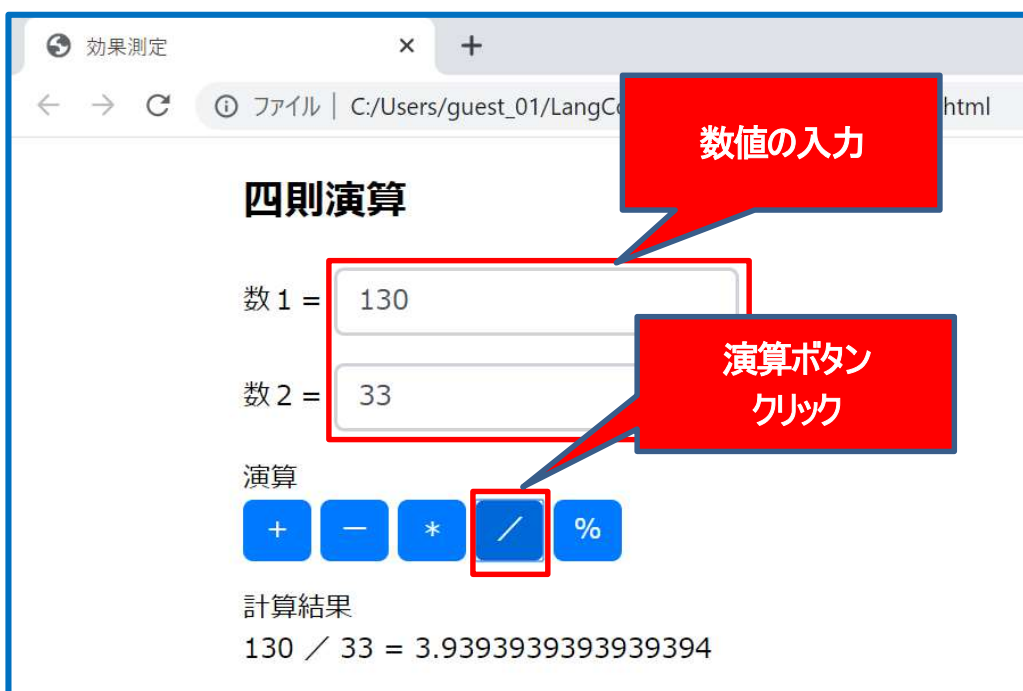 効果測定
ファイル | C:/Users/guest_01/LangC html
数値の入力
四則演算
数1 = 130
数2 = 33
演算ボタン
クリック
演算
+ － * ／ %
計算結果
130 ／ 33 = 3.9393939393939394